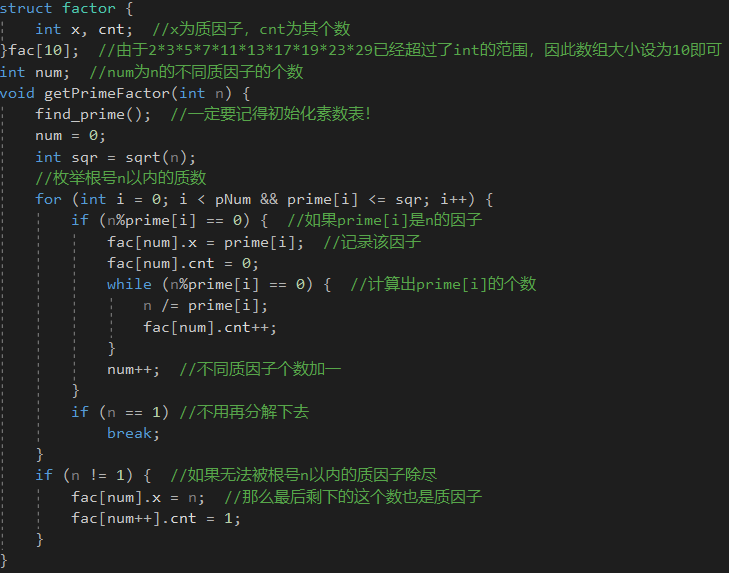 struct factor {
    int x, cnt;  //x为质因子，cnt为其个数
}fac[10];  //由于2*3*5*7*11*13*17*19*23*29已经超过了int的范围，因此数组大小设为10即可
int num;  //num为n的不同质因子的个数
void getPrimeFactor(int n) {
    find_prime();  //一定要记得初始化素数表!
    num = 0;
    int sqr = sqrt(n);
    //枚举根号n以内的质数
    for (int i = 0; i < pNum && prime[i] <= sqr; i++) {
        if (n%prime[i] == 0) {  //如果prime[i]是n的因子
            fac[num].x = prime[i];  //记录该因子
            fac[num].cnt = 0;
            while (n%prime[i] == 0) {  //计算出prime[i]的个数
                n /= prime[i];
                fac[num].cnt++;
            }
            num++;  //不同质因子个数加一
        }
        if (n == 1) //不用再分解下去
            break;
    }
    if (n != 1) {  //如果无法被根号n以内的质因子除尽
        fac[num].x = n;  //那么最后剩下的这个数也是质因子
        fac[num++].cnt = 1;
    }
}